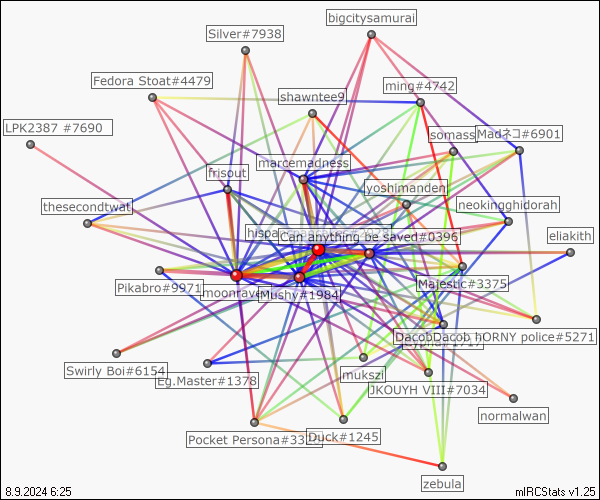 bigcitysamurai
Silver#7938
Fedora Stoat#4479
ming#4742
shawntee9
LPK2387 #7690
somass
Madネコ#6901
marcemadness
frisout
yoshimanden
thesecondtwat
neokingghidorah
Can anything be saved#0396
eliakith
Pikabro#9971
Mushy#1984
Majestic#3375
HORNY police#5271
Swirly Boi#6154
Eg.Master#1378
mukszi
JKOUYH VIII#7034
normalwan
Pocket Persona#33
Duck#1245
zebula
8.9.2024 6:25
mIRCStats v1.25